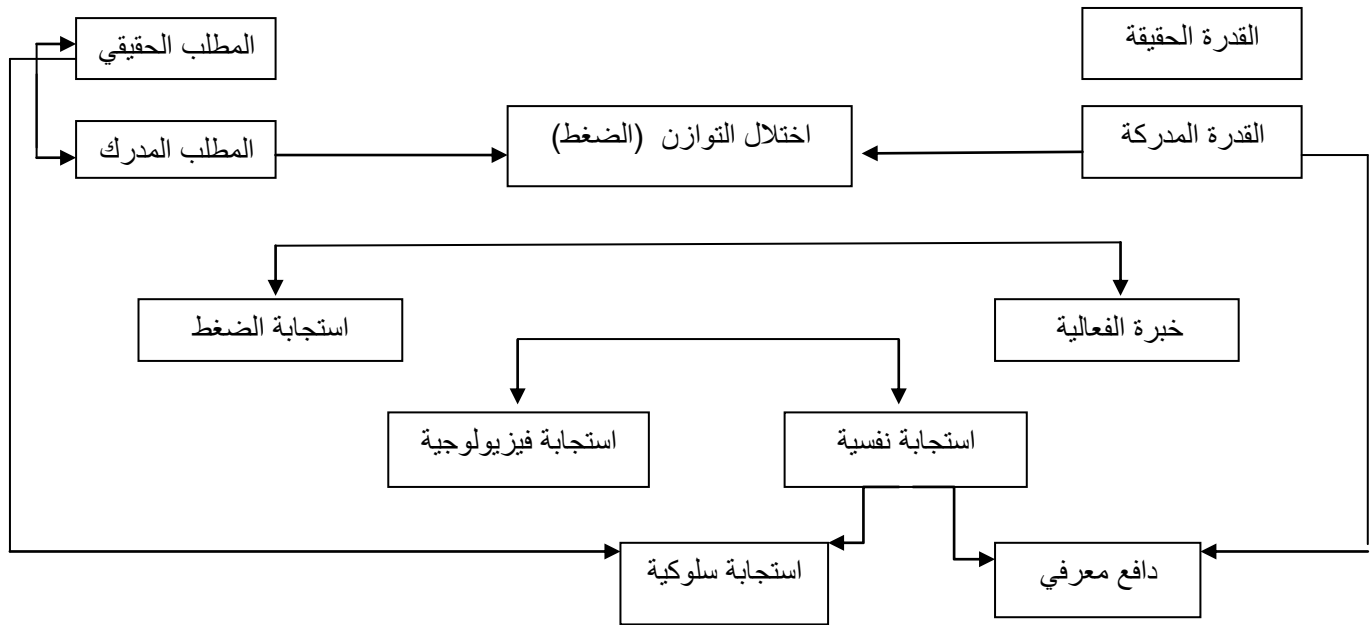 القدرة الحقيقة
المطلب الحقيقي
القدرة المدركة
اختلال التوازن (الضغط)
المطلب المدرك
خبرة الفعالية
استجابة الضغط
استجابة نفسية
استجابة فيزيولوجية
دافع معرفي
استجابة سلوكية